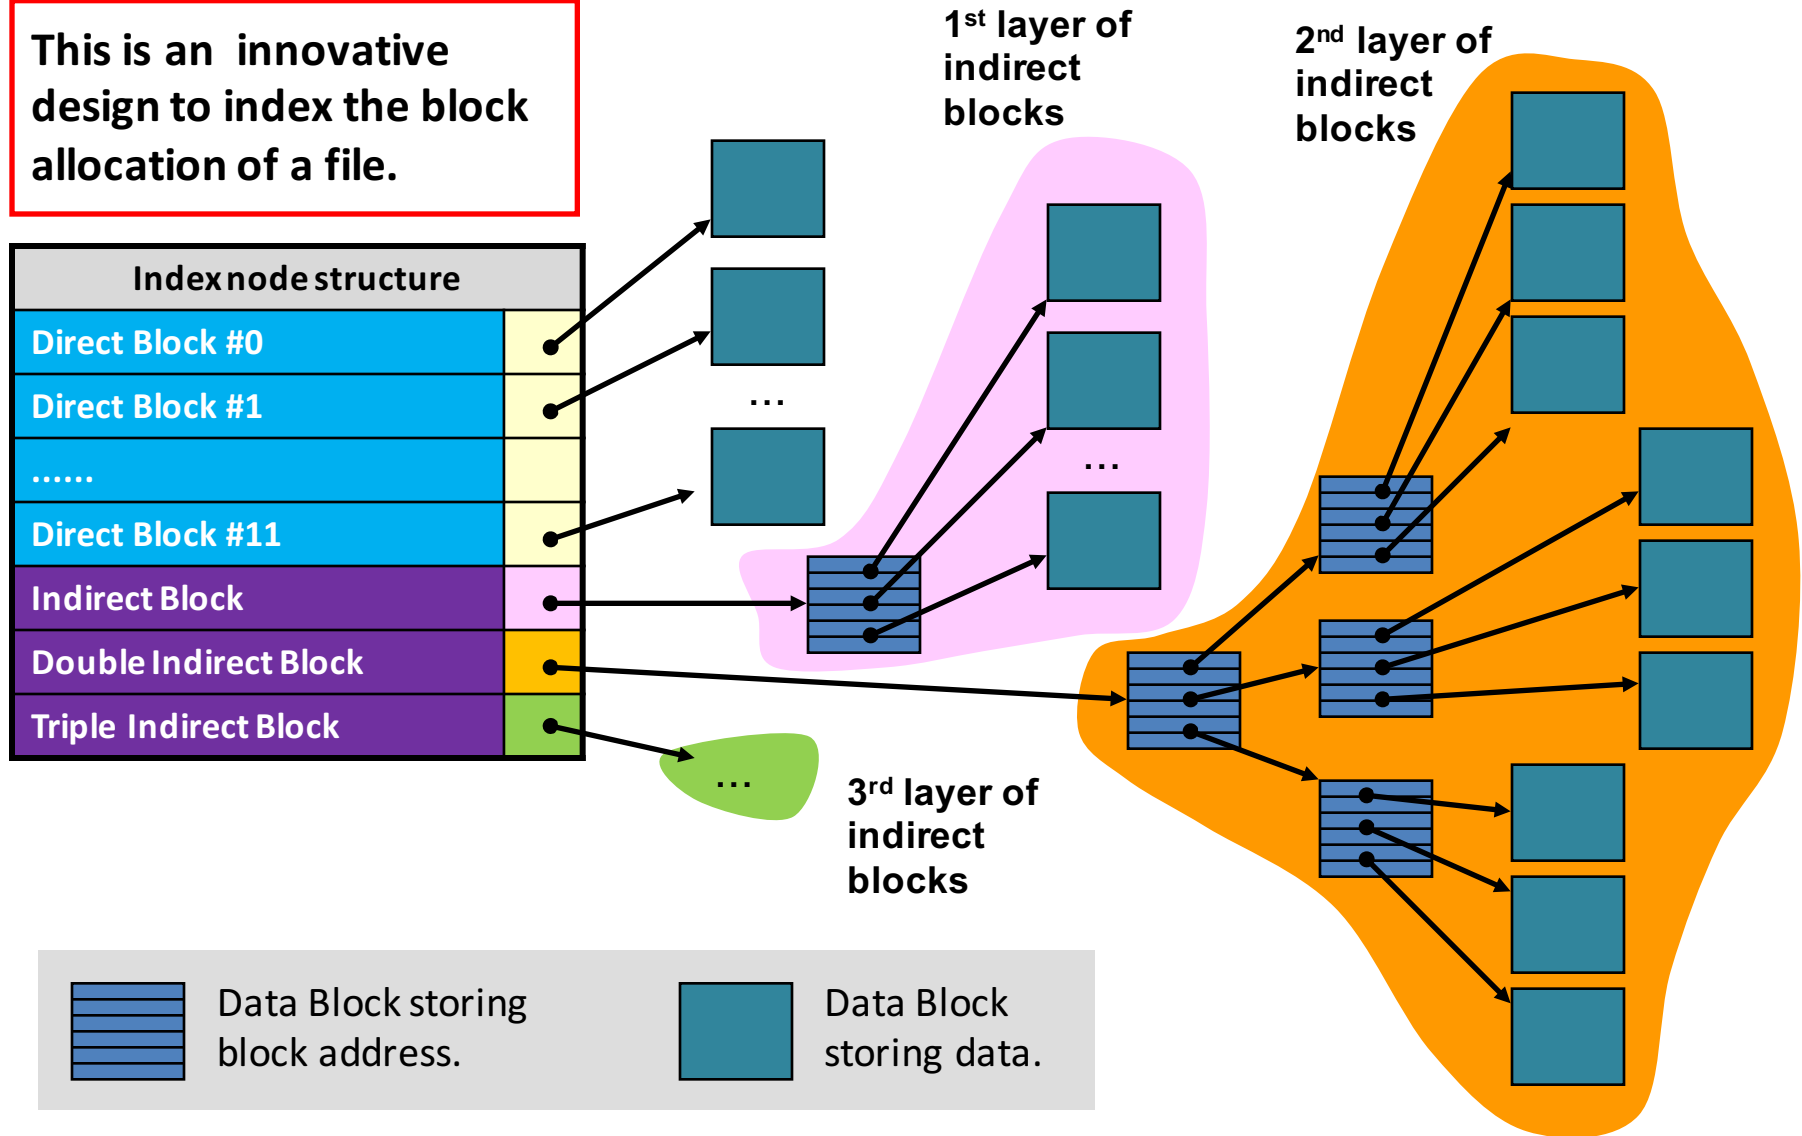 This is an innovative
design to index the block
allocation of a file.
1st layer of
indirect
blocks
2nd layer of
indirect
blocks
Index node structure
Direct Block #0
Direct Block #1
......
Direct Block #11
Indirect Block
Double Indirect Block
Triple Indirect Block
...
...
...
3rd layer of
indirect
blocks
Data Block storing
block address.
Data Block
storing data.